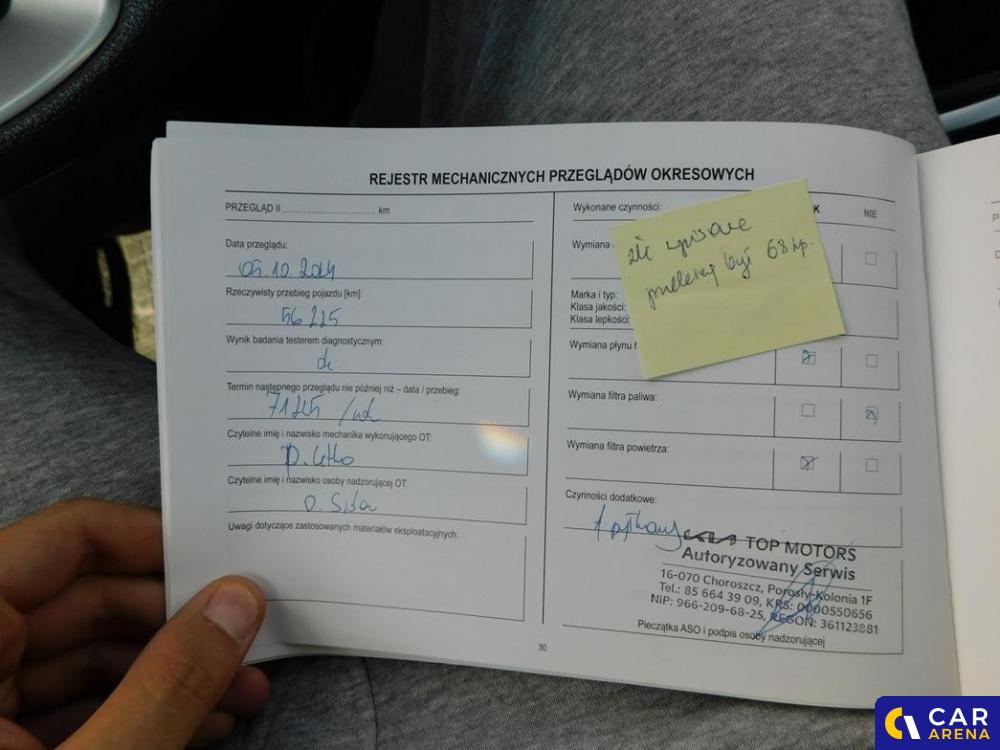 REJESTR MECHANICZNYCH PRZEGLĄDÓW OKRESOWYCH
PRZEGLĄD II ........................... km
Data przeglądu:
05.10.2024
Rzeczywisty przebieg pojazdu [km]:
56 225
Wynik badania testerem diagnostycznym:
Termin następnego przeglądu nie później niż – data / przebieg:
Czytelne imię i nazwisko mechanika wykonującego OT:
Czytelne imię i nazwisko osoby nadzorującej OT:
Uwagi dotyczące zastosowanych materiałów eksploatacyjnych:
Wykonane czynności:
K
NIE
Wymiana
Marka i typ:
Klasa jakości:
Klasa lepkości:
Wymiana płynu
Wymiana filtra paliwa:
Wymiana filtra powietrza:
Czynności dodatkowe:
źle wpisane
przebieg był 68 tp.
KIA TOP MOTORS
Autoryzowany Serwis
16-070 Choroszcz, Porosły-Kolonia 1F
Tel.: 85 664 39 09, KRS: 0000550656
NIP: 966-209-68-25, REGON: 361123881
Pieczątka ASO i podpis osoby nadzorującej
30
CAR
ARENA